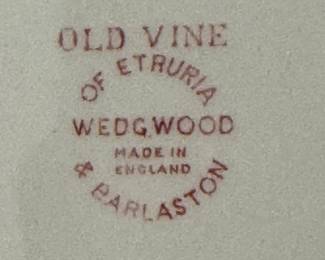 OLD VINE
OF ETRURIA
WEDGWOOD
MADE IN
ENGLAND
& BARLASTON